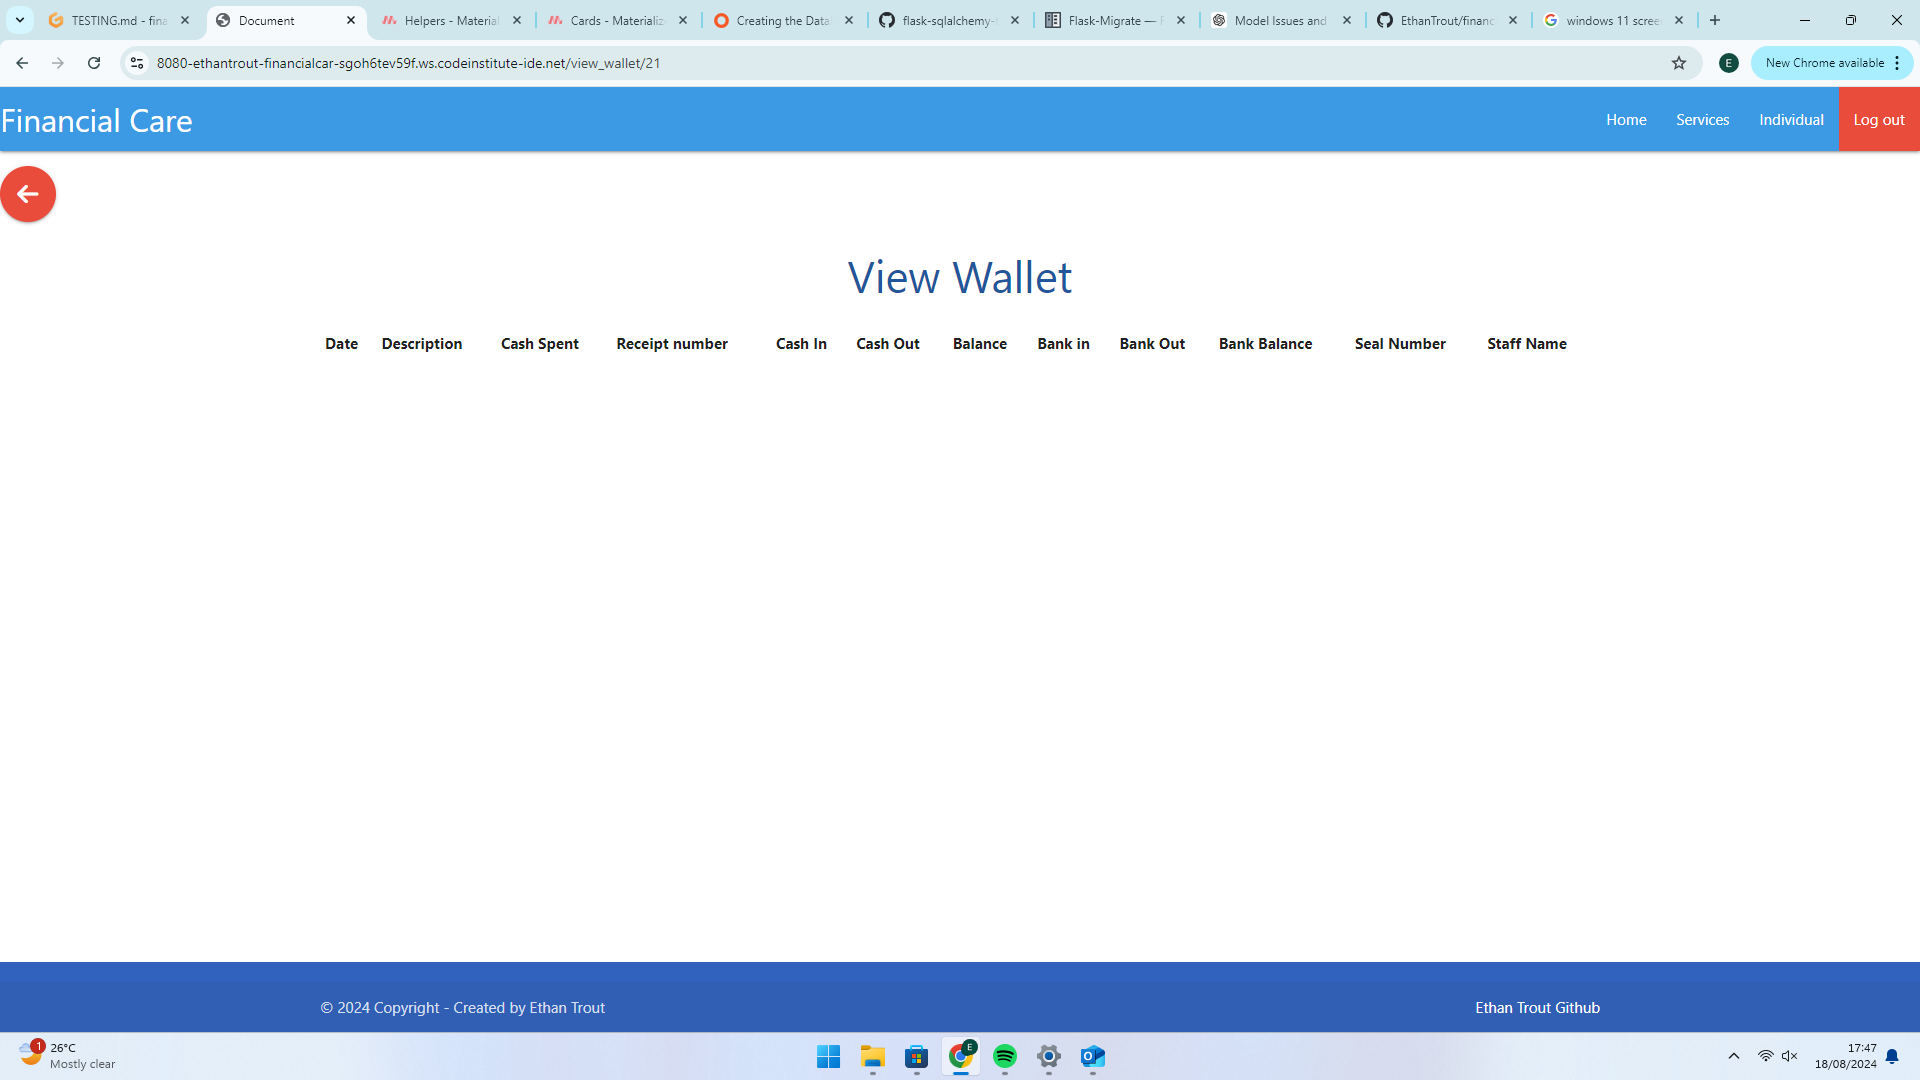 TESTING.md - fina
Document
Helpers - Material
Cards - Materializ
Creating the Data
flask-sqlalchemy-
Flask-Migrate —
Model Issues and
EthanTrout/financ
windows 11 scree
8080-ethantrout-financialcar-sgoh6tev59f.ws.codeinstitute-ide.net/view_wallet/21
E
New Chrome available
Financial Care
Home
Services
Individual
Log out
View Wallet
Date Description Cash Spent Receipt number Cash In Cash Out Balance Bank in Bank Out Bank Balance Seal Number Staff Name
© 2024 Copyright - Created by Ethan Trout
Ethan Trout Github
1
26°C
Mostly clear
E
17:47
18/08/2024